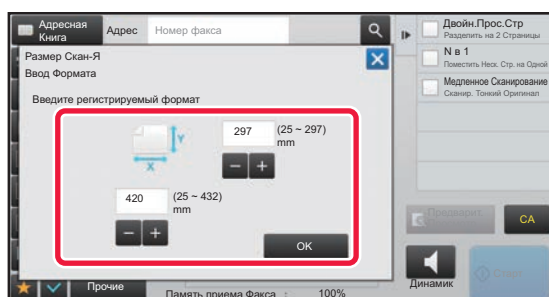 Адресная
Книга
Адрес
Номер факса
Размер Скан-Я
Ввод Формата
Введите регистрируемый формат
Y
X
297
(25 ~ 297)
mm
420
(25 ~ 432)
mm
OK
Двойн.Прос.Стр
Разделить на 2 Страницы
N в 1
Поместить Неск. Стр. на Одной
Медленное Сканирование
Сканир. Тонкий Оригинал
Предварит.
CA
Динамик
Старт
Прочие
Память приема Факса : 100%